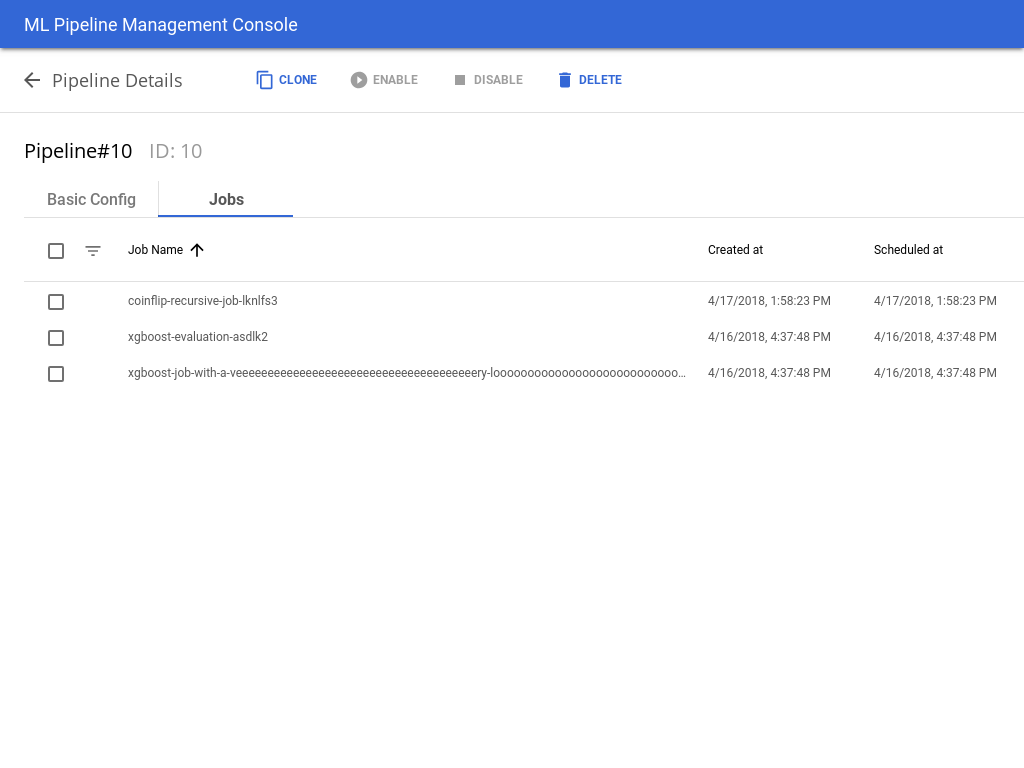 ML Pipeline Management Console
Pipeline Details CLONE ENABLE DISABLE DELETE
Pipeline#10 ID: 10
Basic Config Jobs
Job Name Created at Scheduled at
coinflip-recursive-job-lknlfs3 4/17/2018, 1:58:23 PM 4/17/2018, 1:58:23 PM
xgboost-evaluation-asdlk2 4/16/2018, 4:37:48 PM 4/16/2018, 4:37:48 PM
xgboost-job-with-a-veeeeeeeeeeeeeeeeeeeeeeeeeeeeeeeeeeeeeeery-looooooooooooooooooooooooooo... 4/16/2018, 4:37:48 PM 4/16/2018, 4:37:48 PM